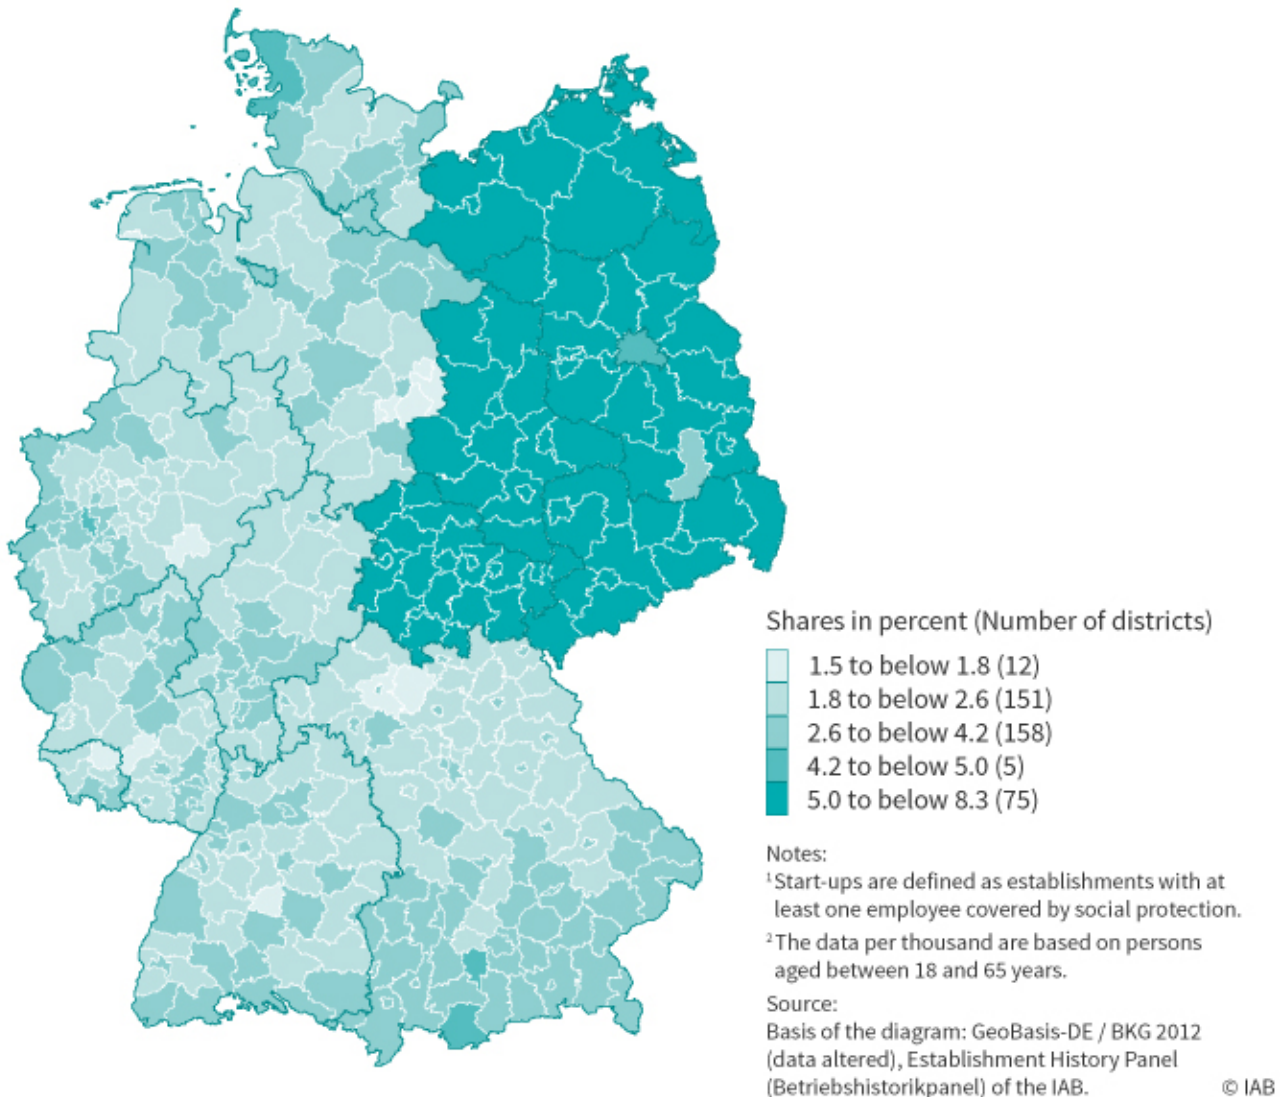 Shares in percent (Number of districts)
1.5 to below 1.8 (12)
1.8 to below 2.6 (151)
2.6 to below 4.2 (158)
4.2 to below 5.0 (5)
5.0 to below 8.3 (75)
Notes:
¹Start-ups are defined as establishments with at
least one employee covered by social protection.
²The data per thousand are based on persons
aged between 18 and 65 years.
Source:
Basis of the diagram: GeoBasis-DE / BKG 2012
(data altered), Establishment History Panel
(Betriebshistorikpanel) of the IAB. © IAB